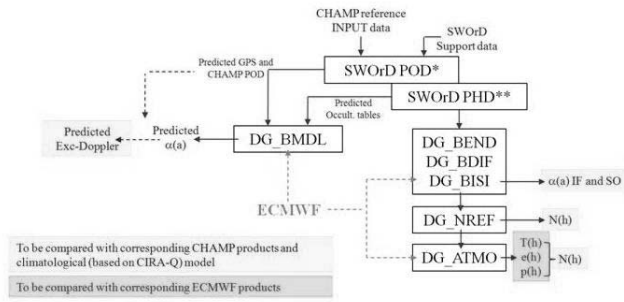 CHAMP reference
INPUT data
SWOrD
Support data
Predicted GPS and
CHAMP POD
SWOrD POD*
SWOrD PHD**
Predicted
Occult. tables
Predicted
Exc-Doppler
Predicted
α(a)
DG_BMDL
DG_BEND
DG_BDIF
DG_BISI
α(a) IF and SO
ECMWF
DG_NREF
N(h)
DG_ATMO
T(h)
e(h)
p(h)
N(h)
To be compared with corresponding CHAMP products and
climatological (based on CIRA-Q) model
To be compared with corresponding ECMWF products